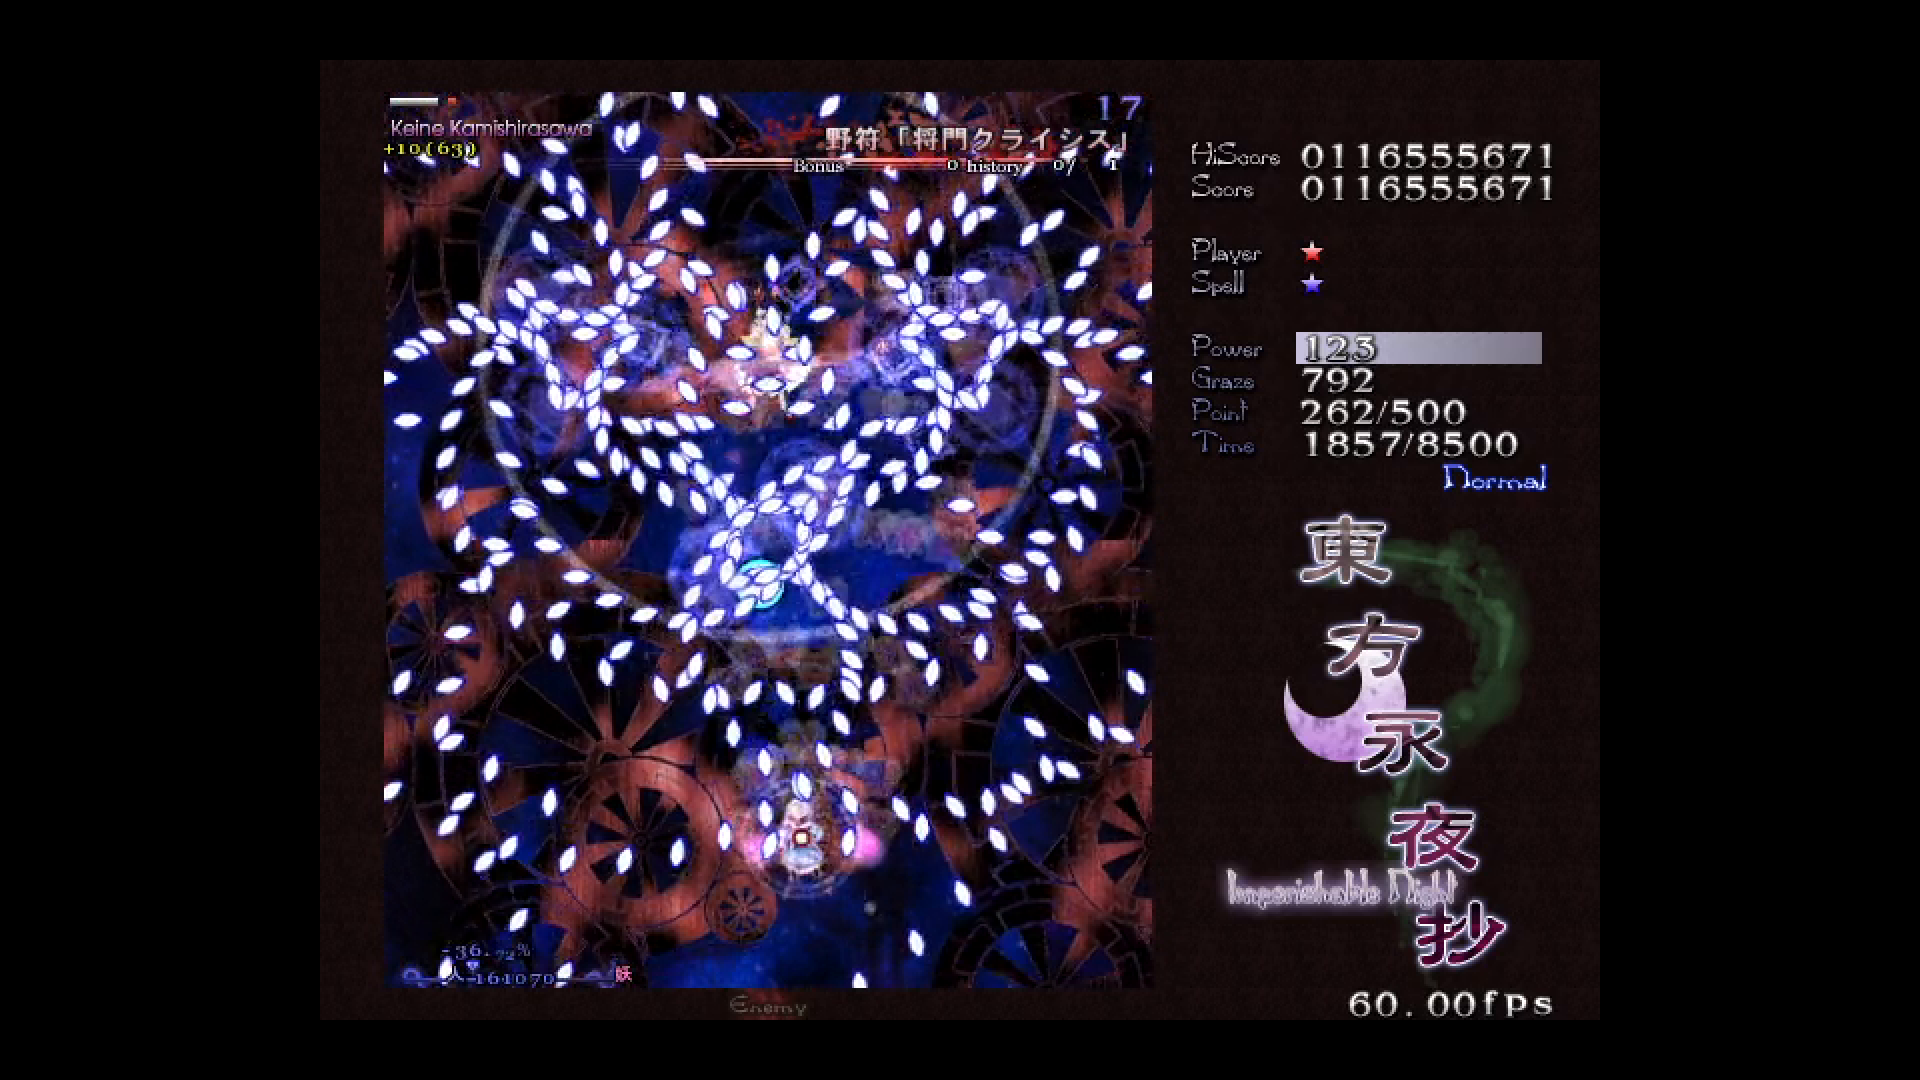 17
Keine Kamishirasawa
野符「将門クライシス」
+10(63)
Bonus 0 history 0/ 1
HiScore 0116555671
Score 0116555671
Player
Spell
Power 123
Graze 792
Point 262/500
Time 1857/8500
Normal
東方永夜抄
Imperishable Night
-36.72%
人 161070 妖
Enemy
60.00fps